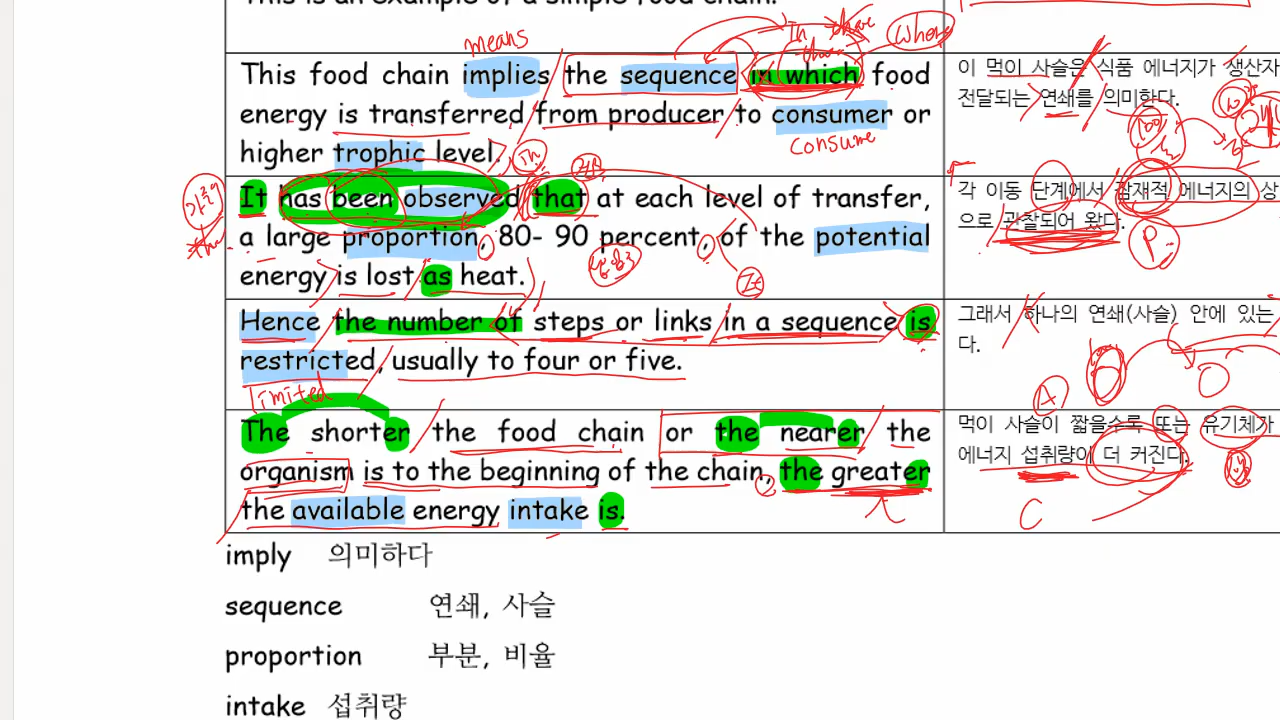 This is an example of a simple food chain.
means
This food chain implies the sequence in which food
energy is transferred from producer to consumer or
consume
higher trophic level.
이 먹이 사슬은 식품 에너지가 생산자
전달되는 연쇄를 의미한다.
It has been observed that at each level of transfer,
a large proportion, 80- 90 percent, of the potential
energy is lost as heat.
각 이동 단계에서 잠재적 에너지의 상
으로 관찰되어 왔다.
Hence the number of steps or links in a sequence is
restricted, usually to four or five.
limited
그래서 하나의 연쇄(사슬) 안에 있는
다.
The shorter the food chain or the nearer the
organism is to the beginning of the chain, the greater
the available energy intake is.
먹이 사슬이 짧을수록 또는 유기체가
에너지 섭취량이 더 커진다.
imply 의미하다
sequence 연쇄, 사슬
proportion 부분, 비율
intake 섭취량